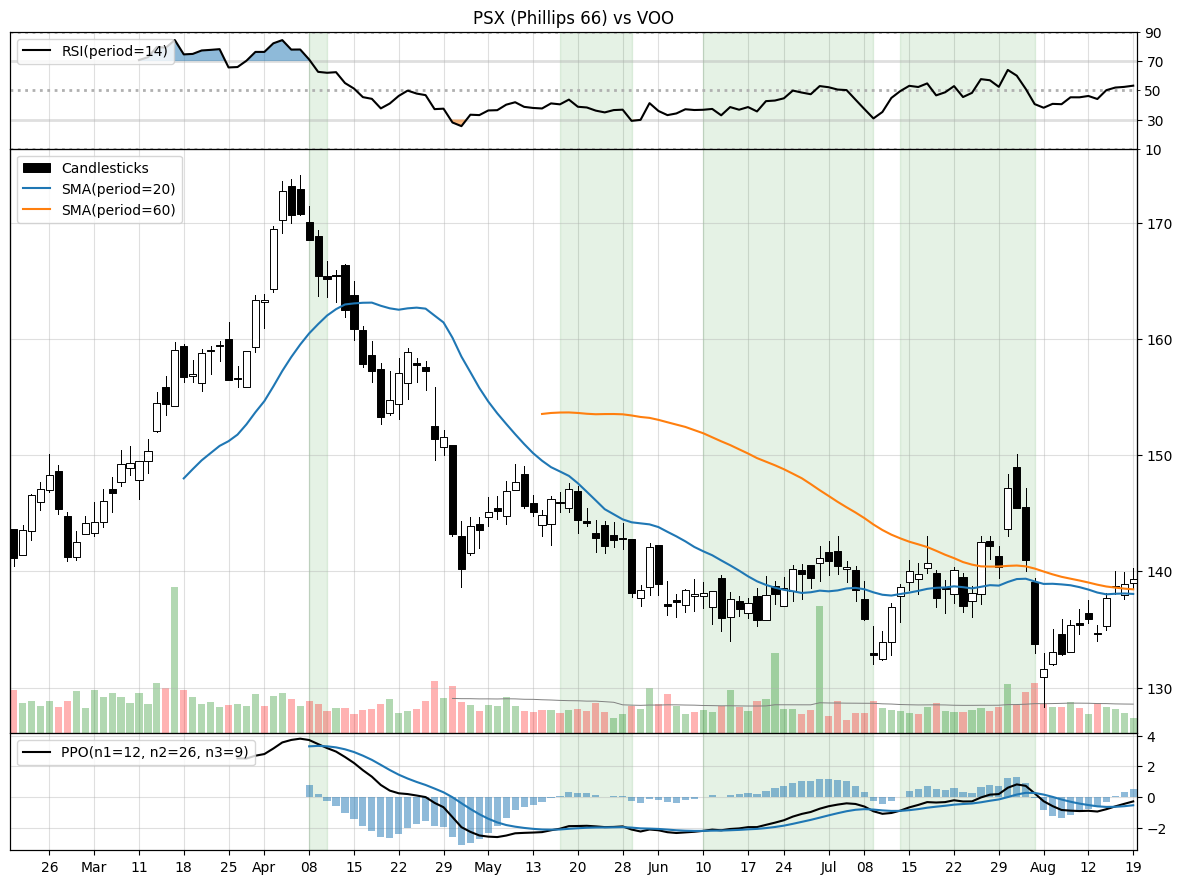 PSX (Phillips 66) vs VOO
RSI(period=14)
90
70
50
30
10
Candlesticks
SMA(period=20)
SMA(period=60)
170
160
150
140
130
PPO(n1=12, n2=26, n3=9)
4
2
0
−2
26 Mar 11 18 25 Apr 08 15 22 29 May 13 20 28 Jun 10 17 24 Jul 08 15 22 29 Aug 12 19